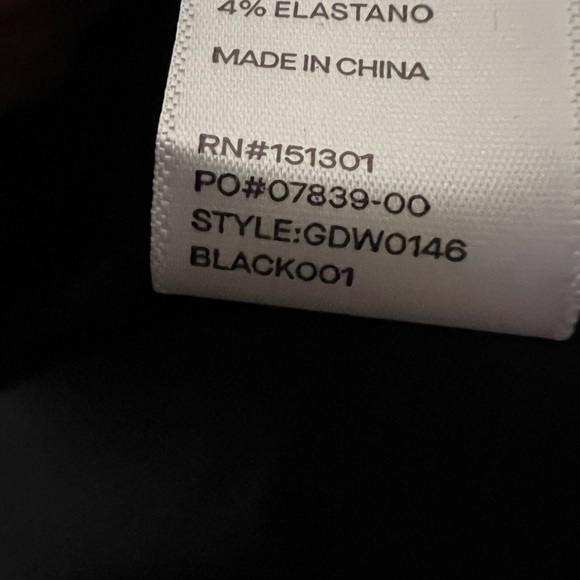 4% ELASTANO
MADE IN CHINA
RN#151301
PO#07839-00
STYLE:GDW0146
BLACK001